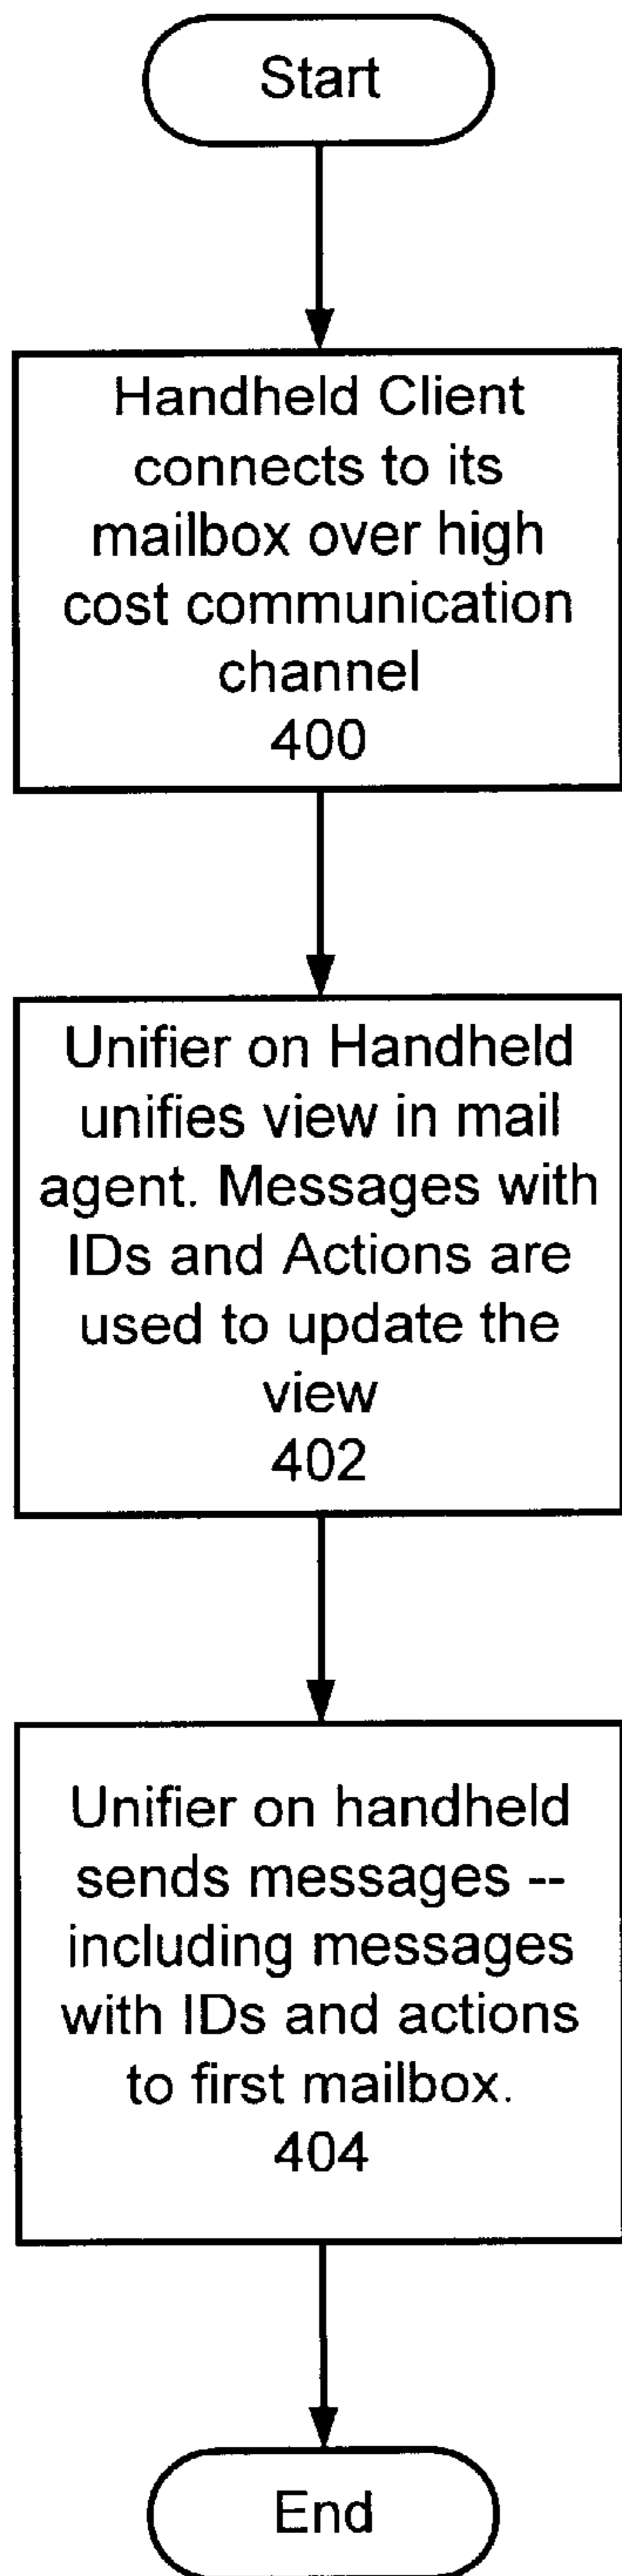 Start
Handheld Client
connects to its
mailbox over high
cost communication
channel
400
Unifier on Handheld
unifies view in mail
agent. Messages with
IDs and Actions are
used to update the
view
402
Unifier on handheld
sends messages --
including messages
with IDs and actions
to first mailbox.
404
End